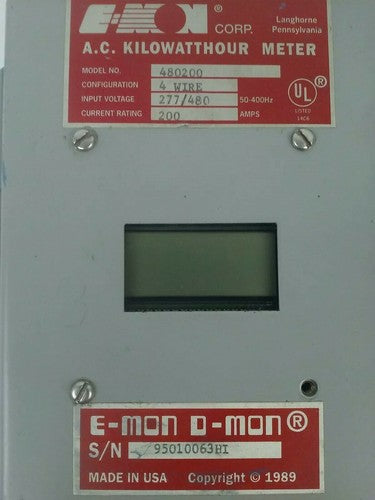 E-MON®
CORP.
Langhorne
Pennsylvania
A.C. KILOWATTHOUR METER
MODEL NO. 480200
CONFIGURATION 4 WIRE
INPUT VOLTAGE 277/480 50-400Hz
CURRENT RATING 200 AMPS
UL®
LISTED
14C6
E-MON D-MON®
S/N 95010063HI
MADE IN USA Copyright © 1989